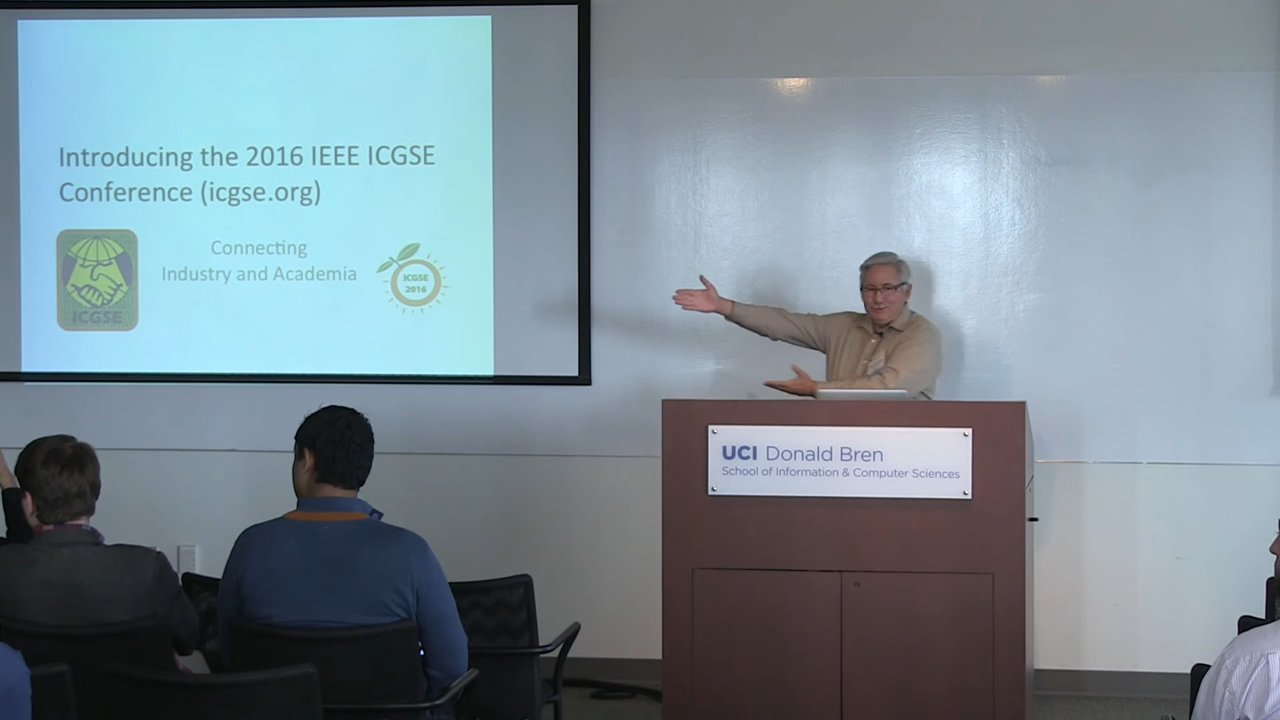 Introducing the 2016 IEEE ICGSE
Conference (icgse.org)
Connecting
Industry and Academia
ICGSE
ICGSE
2016
UCI Donald Bren
School of Information & Computer Sciences